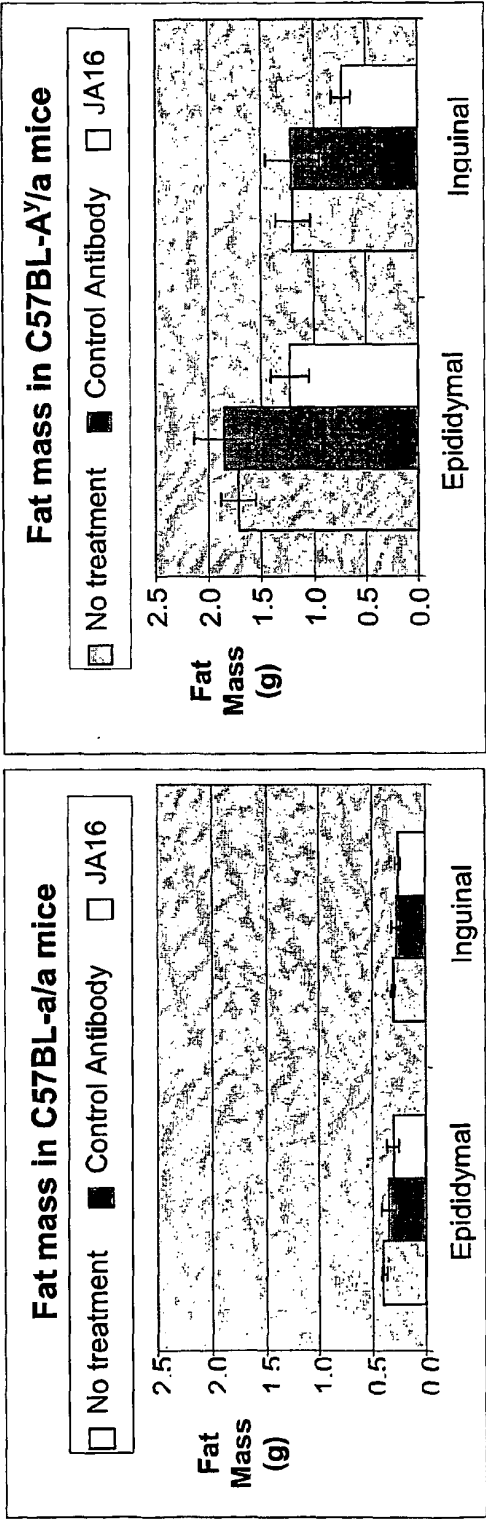 Fat mass in C57BL-a/a mice
No treatment Control Antibody JA16
Fat
Mass
(g)
2.5
2.0
1.5
1.0
0.5
0.0
Epididymal Inguinal
Fat mass in C57BL-Aʸ/a mice
No treatment Control Antibody JA16
Fat
Mass
(g)
2.5
2.0
1.5
1.0
0.5
0.0
Epididymal Inguinal